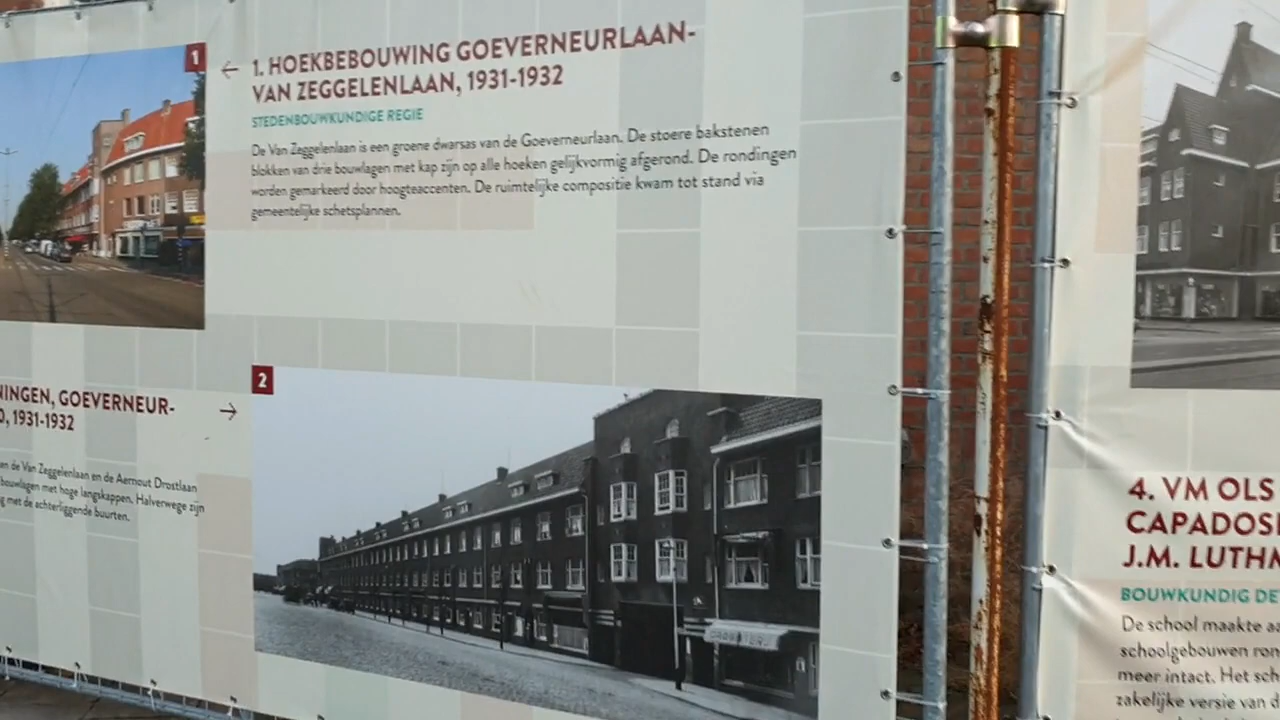 1
1. HOEKBEBOUWING GOEVERNEURLAAN-
VAN ZEGGELENLAAN, 1931-1932
STEDENBOUWKUNDIGE REGIE
De Van Zeggelenlaan is een groene dwarsas van de Goeverneurlaan. De stoere bakstenen
blokken van drie bouwlagen met kap zijn op alle hoeken gelijkvormig afgerond. De rondingen
worden gemarkeerd door hoogteaccenten. De ruimtelijke compositie kwam tot stand via
gemeentelijke schetsplannen.
NINGEN, GOEVERNEUR-
, 1931-1932
en de Van Zeggelenlaan en de Aernout Drostlaan
bouwlagen met hoge langskappen. Halverwege zijn
g met de achterliggende buurten.
2
4. VM OLS
CAPADOS
J.M. LUTHM
BOUWKUNDIG DE
De school maakte a
schoolgebouwen ron
meer intact. Het sch
zakelijke versie van d